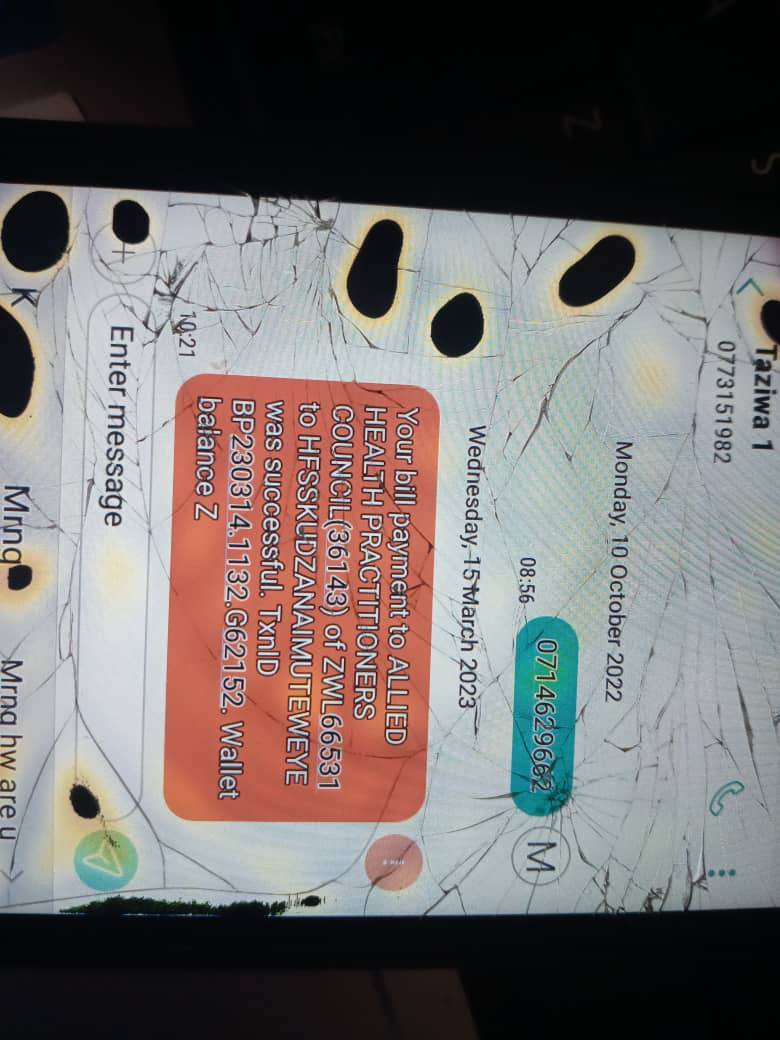 Taziwa 1
0773151982
Monday, 10 October 2022
08:56
0714629662
M
Wednesday, 15 March 2023
Your bill payment to ALLIED
HEALTH PRACTITIONERS
COUNCIL(36143) of ZWL66531
to HFSSKUDZANAIMUTEWEYE
was successful. TxnID
BP230314.1132.G62152. Wallet
balance Z
10:21
Enter message
K
Mrng
Mrng hw are u
Z
S